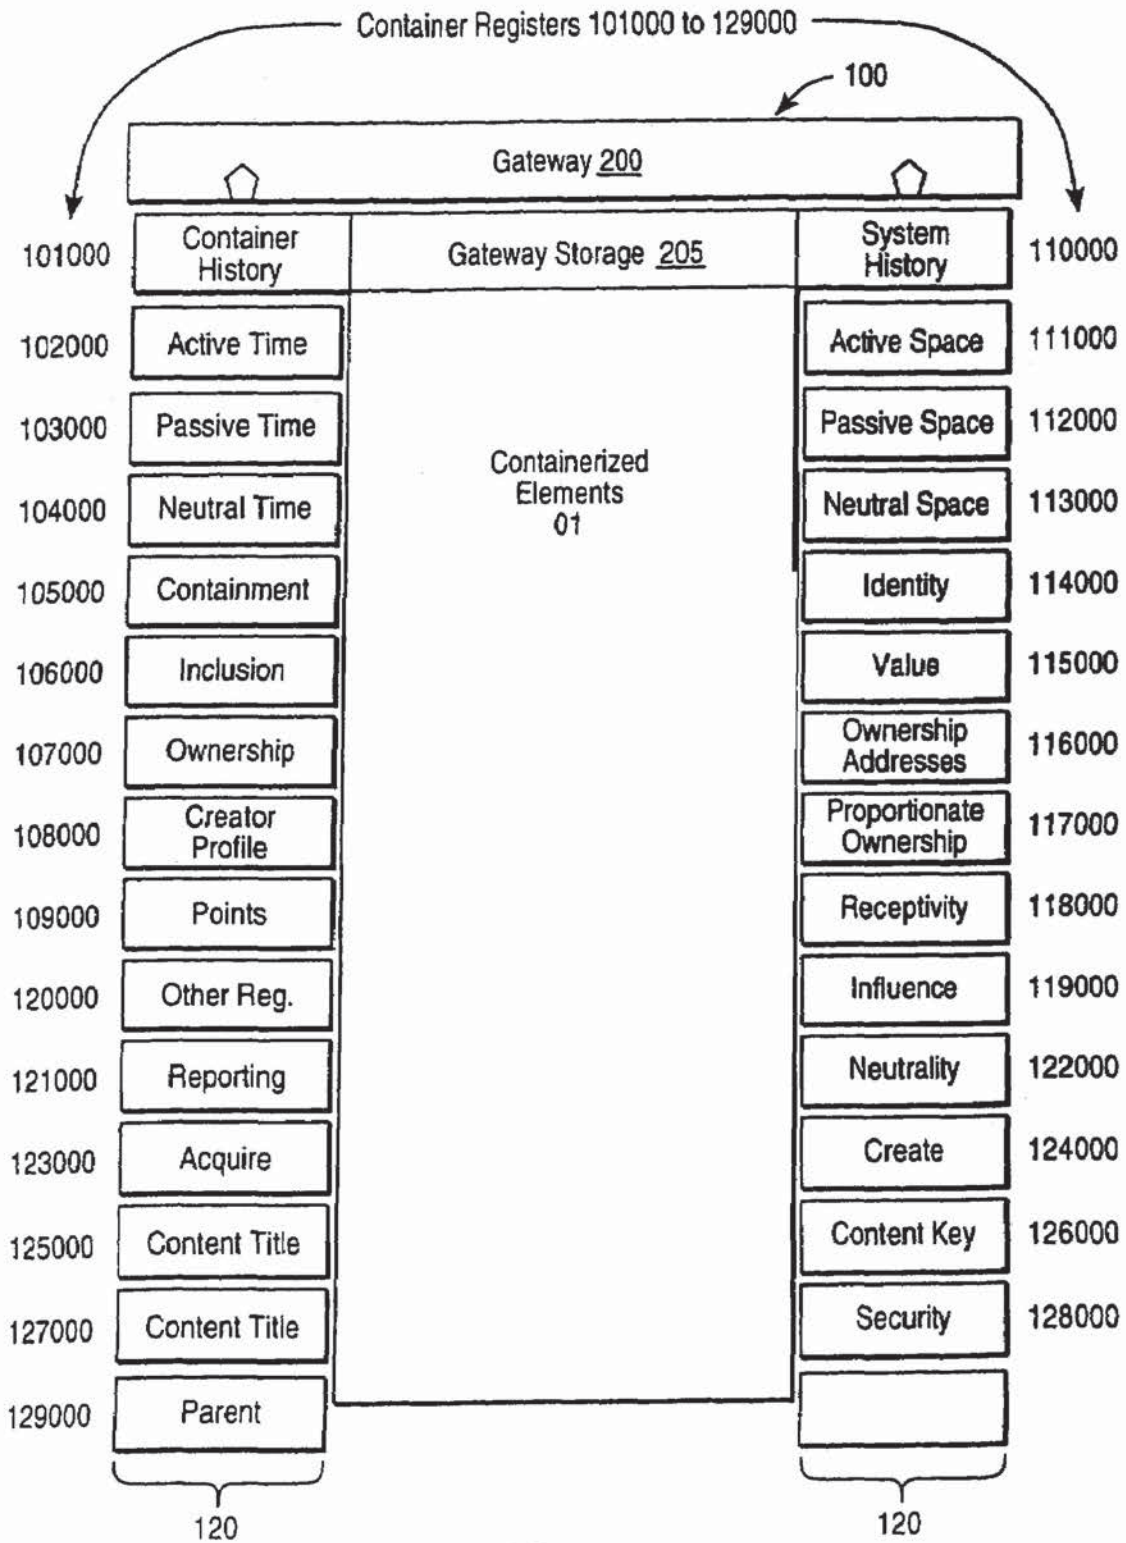 Container Registers 101000 to 129000
100
Gateway 200
101000
Container
History
Gateway Storage 205
System
History
110000
102000
Active Time
Active Space
111000
103000
Passive Time
Passive Space
112000
Containerized
Elements
01
104000
Neutral Time
Neutral Space
113000
105000
Containment
Identity
114000
106000
Inclusion
Value
115000
107000
Ownership
Ownership
Addresses
116000
108000
Creator
Profile
Proportionate
Ownership
117000
109000
Points
Receptivity
118000
120000
Other Reg.
Influence
119000
121000
Reporting
Neutrality
122000
123000
Acquire
Create
124000
125000
Content Title
Content Key
126000
127000
Content Title
Security
128000
129000
Parent
120
120